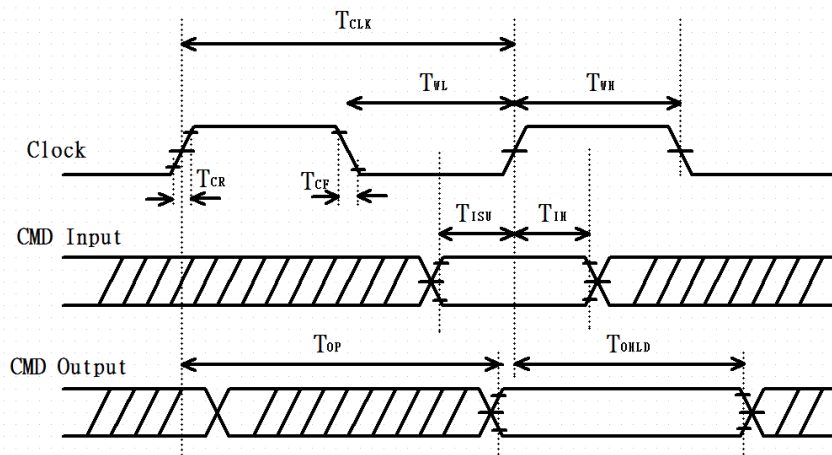 TCLK
TWL TWH
Clock
TCR TCF
TISU TIH
CMD Input
TOP TOHLD
CMD Output